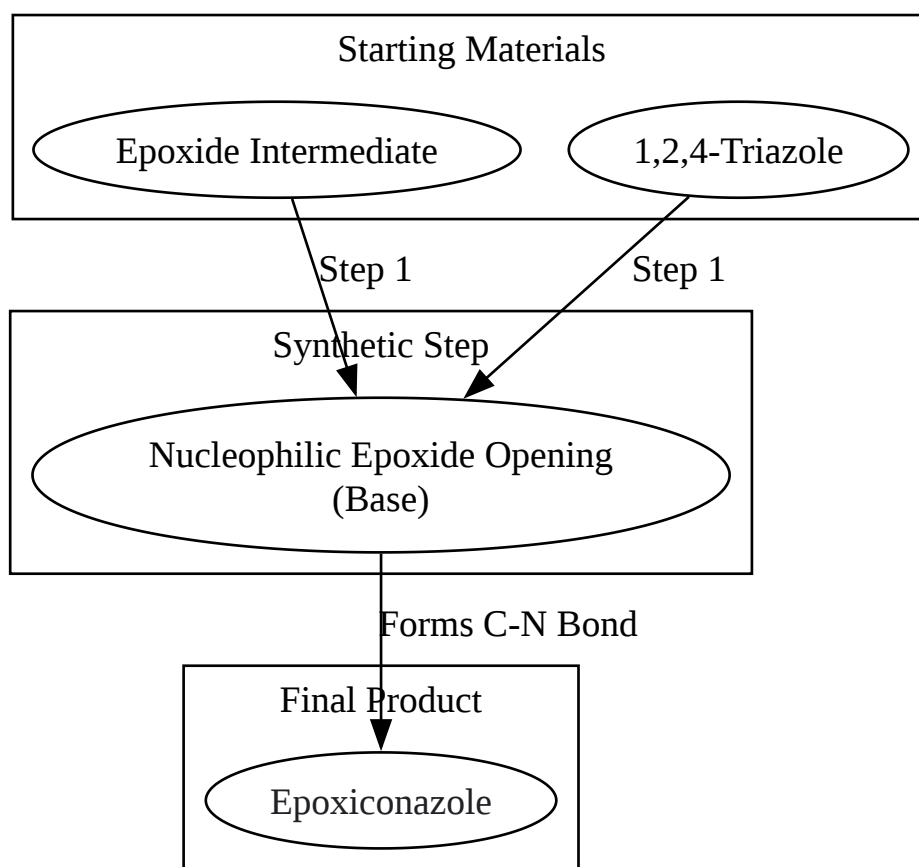 Starting Materials
Epoxide Intermediate
1,2,4-Triazole
Step 1
Step 1
Synthetic Step
Nucleophilic Epoxide Opening
(Base)
Forms C-N Bond
Final Product
Epoxiconazole